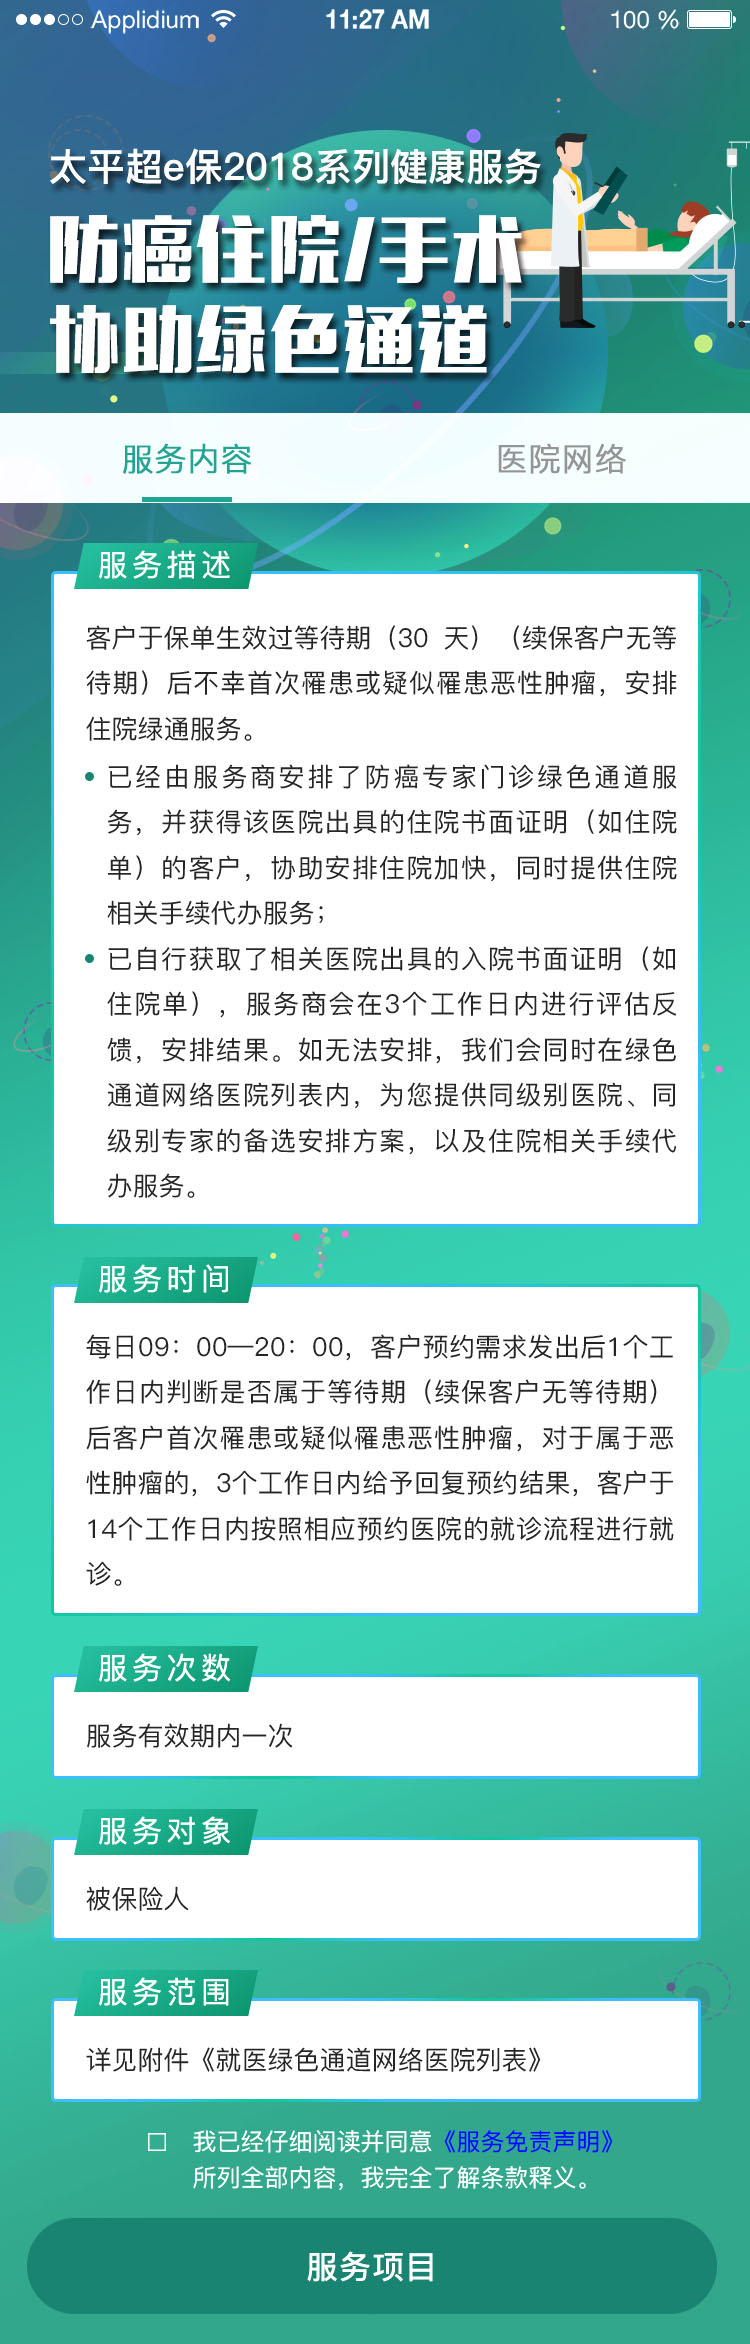 Applidium
11:27 AM
100 %
太平超e保2018系列健康服务
防癌住院/手术
协助绿色通道
服务内容
医院网络
服务描述
客户于保单生效过等待期（30 天）（续保客户无等
待期）后不幸首次罹患或疑似罹患恶性肿瘤，安排
住院绿通服务。
已经由服务商安排了防癌专家门诊绿色通道服
务，并获得该医院出具的住院书面证明（如住院
单）的客户，协助安排住院加快，同时提供住院
相关手续代办服务；
已自行获取了相关医院出具的入院书面证明（如
住院单），服务商会在3个工作日内进行评估反
馈，安排结果。如无法安排，我们会同时在绿色
通道网络医院列表内，为您提供同级别医院、同
级别专家的备选安排方案，以及住院相关手续代
办服务。
服务时间
每日09：00—20：00，客户预约需求发出后1个工
作日内判断是否属于等待期（续保客户无等待期）
后客户首次罹患或疑似罹患恶性肿瘤，对于属于恶
性肿瘤的，3个工作日内给予回复预约结果，客户于
14个工作日内按照相应预约医院的就诊流程进行就
诊。
服务次数
服务有效期内一次
服务对象
被保险人
服务范围
详见附件《就医绿色通道网络医院列表》
我已经仔细阅读并同意《服务免责声明》
所列全部内容，我完全了解条款释义。
服务项目